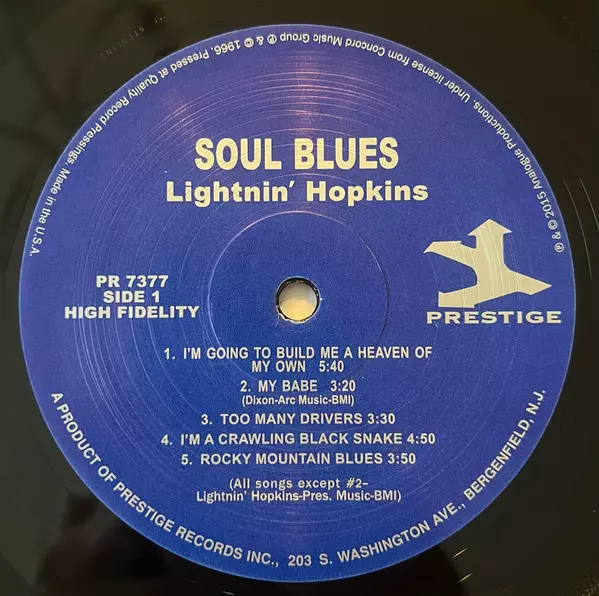 ℗ & © 2015 Analogue Productions. Under license from Concord Music Group ℗ & © 1966. Pressed at Quality Record Pressings. Made in the U.S.A.
SOUL BLUES
Lightnin' Hopkins
PR 7377
SIDE 1
HIGH FIDELITY
PRESTIGE
1. I'M GOING TO BUILD ME A HEAVEN OF
MY OWN 5:40
2. MY BABE 3:20
(Dixon-Arc Music-BMI)
3. TOO MANY DRIVERS 3:30
4. I'M A CRAWLING BLACK SNAKE 4:50
5. ROCKY MOUNTAIN BLUES 3:50
(All songs except #2–
Lightnin' Hopkins-Pres. Music-BMI)
A PRODUCT OF PRESTIGE RECORDS INC., 203 S. WASHINGTON AVE., BERGENFIELD, N.J.